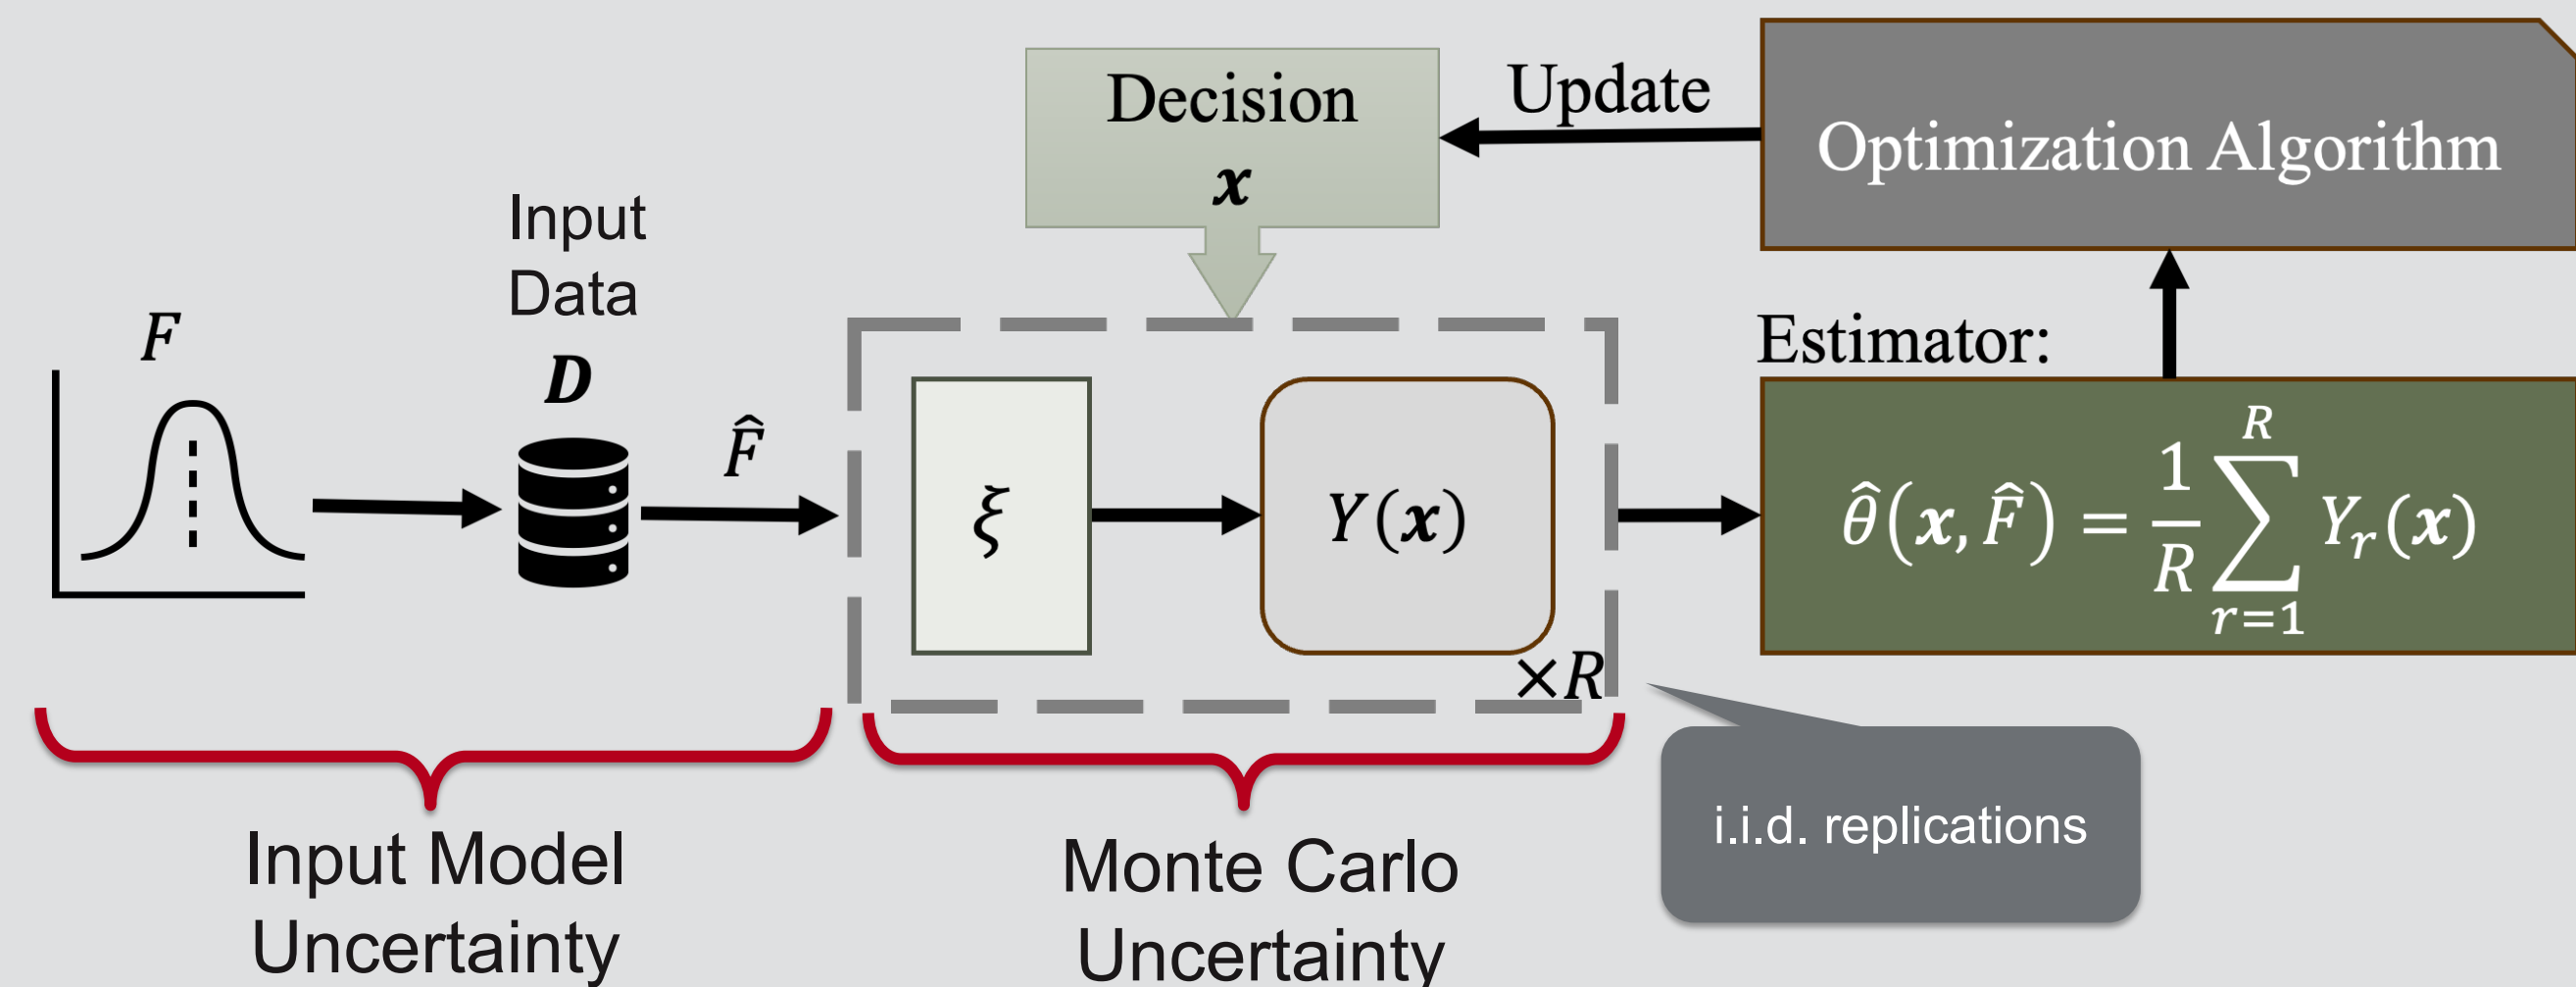 F
Input
Data
D
F̂
Decision
x
Update
Optimization Algorithm
ξ
Y(x)
×R
Estimator:
θ̂(x, F̂) = 1/R ∑_{r=1}^{R} Y_r(x)
Input Model
Uncertainty
Monte Carlo
Uncertainty
i.i.d. replications